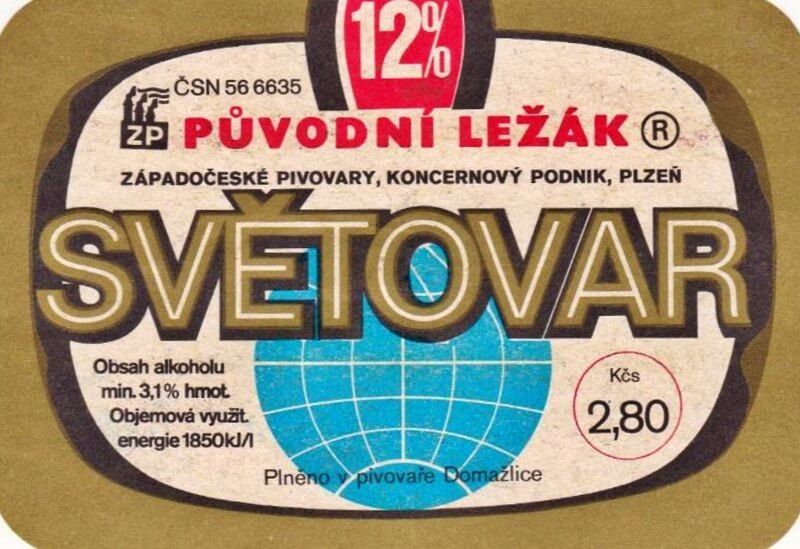 12%
ČSN 56 6635
ZP
PŮVODNÍ LEŽÁK ®
ZÁPADOČESKÉ PIVOVARY, KONCERNOVÝ PODNIK, PLZEŇ
SVĚTOVAR
Obsah alkoholu
min. 3,1% hmot.
Objemová využit.
energie 1850kJ/l
Kčs
2,80
Plněno v pivovaře Domažlice